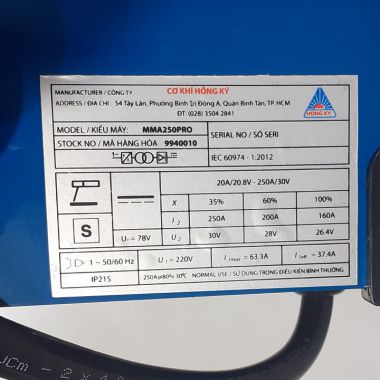 MANUFACTURER / CÔNG TY CƠ KHÍ HỒNG KÝ
ADDRESS / ĐỊA CHỈ : 54 Tây Lân, Phường Bình Trị Đông A, Quận Bình Tân, TP. HCM
ĐT: (028) 3504 2841
HONG KY
MODEL / KIỂU MÁY: MMA250PRO
SERIAL NO / SỐ SERI
STOCK NO / MÃ HÀNG HÓA 9940010
1~
IEC 60974 - 1:2012
20A/20.8V - 250A/30V
X 35% 60% 100%
I₂ 250A 200A 160A
S
U₀ = 78V U₂ 30V 28V 26.4V
1 ~ 50/60 Hz U₁ = 220V I₁max = 63.3A I₁eff = 37.4A
IP21S
NORMAL USE / SỬ DỤNG TRONG ĐIỀU KIỆN BÌNH THƯỜNG